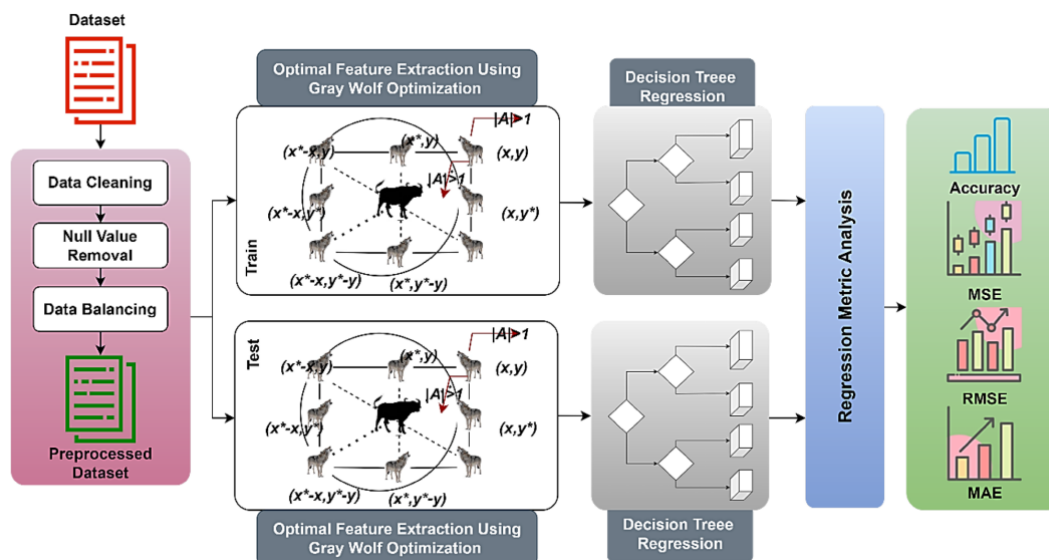 Dataset
Data Cleaning
Null Value
Removal
Data Balancing
Preprocessed
Dataset
Optimal Feature Extraction Using
Gray Wolf Optimization
Train
(x*-x,y)
(x*,y)
|A|>1
(x,y)
|A|>1
(x*-x,y*)
(x,y*)
(x*-x,y*-y)
(x*,y*-y)
Decision Treee
Regression
Test
(x*-x,y)
(x*,y)
|A|>1
(x,y)
|A|>1
(x*-x,y*)
(x,y*)
(x*-x,y*-y)
(x*,y*-y)
Optimal Feature Extraction Using
Gray Wolf Optimization
Decision Treee
Regression
Regression Metric Analysis
Accuracy
MSE
RMSE
MAE